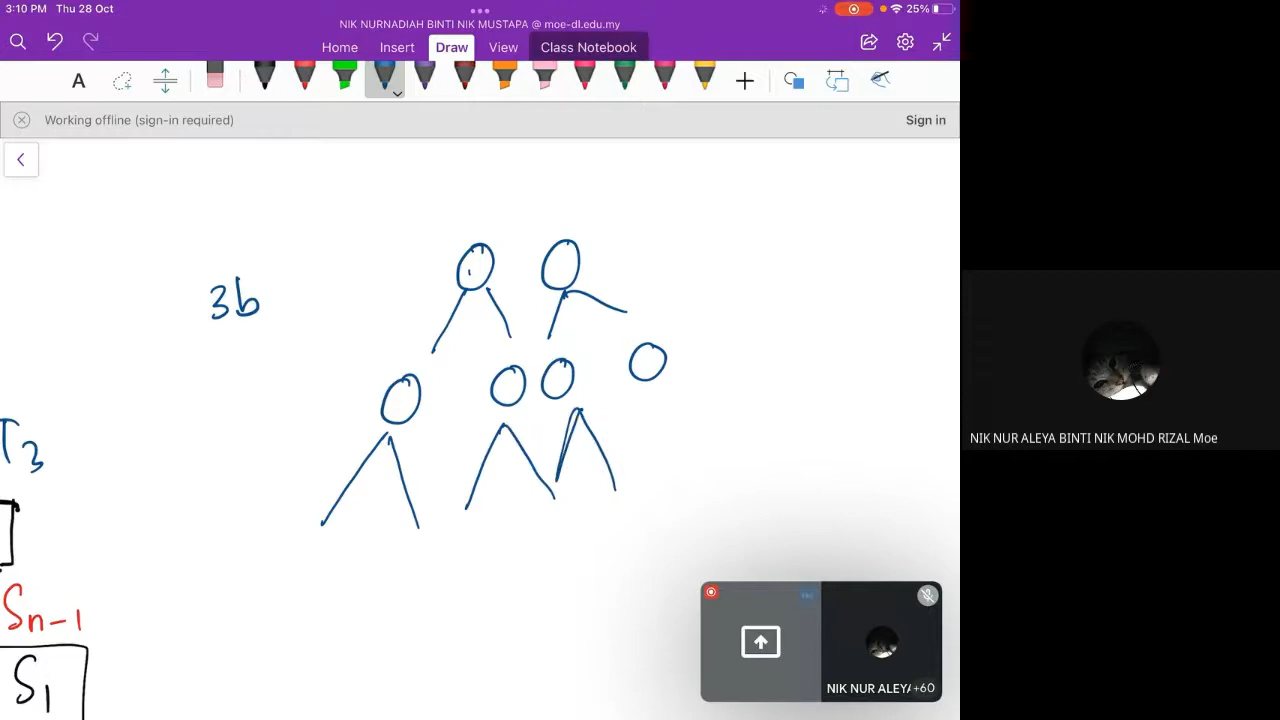 3:10 PM Thu 28 Oct
25%
NIK NURNADIAH BINTI NIK MUSTAPA @ moe-dl.edu.my
Home Insert Draw View Class Notebook
A
Working offline (sign-in required) Sign in
3b
T3
Sn-1
S1
NIK NUR ALEYA BINTI NIK MOHD RIZAL Moe
NIK NUR ALEYA +60